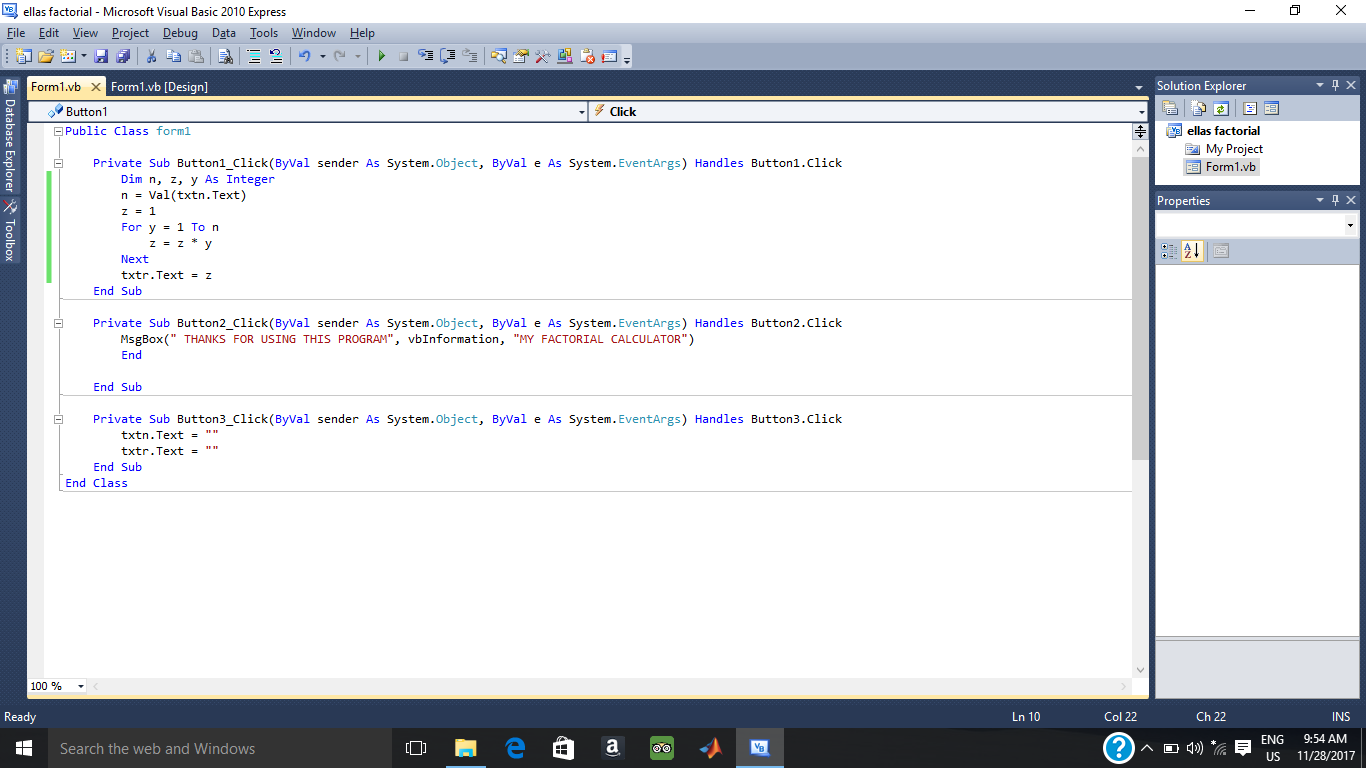 ellas factorial - Microsoft Visual Basic 2010 Express
File Edit View Project Debug Data Tools Window Help
Form1.vb Form1.vb [Design]
Button1 Click
Database Explorer
Toolbox
Public Class form1
Private Sub Button1_Click(ByVal sender As System.Object, ByVal e As System.EventArgs) Handles Button1.Click
Dim n, z, y As Integer
n = Val(txtn.Text)
z = 1
For y = 1 To n
z = z * y
Next
txtr.Text = z
End Sub
Private Sub Button2_Click(ByVal sender As System.Object, ByVal e As System.EventArgs) Handles Button2.Click
MsgBox(" THANKS FOR USING THIS PROGRAM", vbInformation, "MY FACTORIAL CALCULATOR")
End
End Sub
Private Sub Button3_Click(ByVal sender As System.Object, ByVal e As System.EventArgs) Handles Button3.Click
txtn.Text = ""
txtr.Text = ""
End Sub
End Class
100 %
Solution Explorer
ellas factorial
My Project
Form1.vb
Properties
Ready Ln 10 Col 22 Ch 22 INS
Search the web and Windows
ENG
US
9:54 AM
11/28/2017